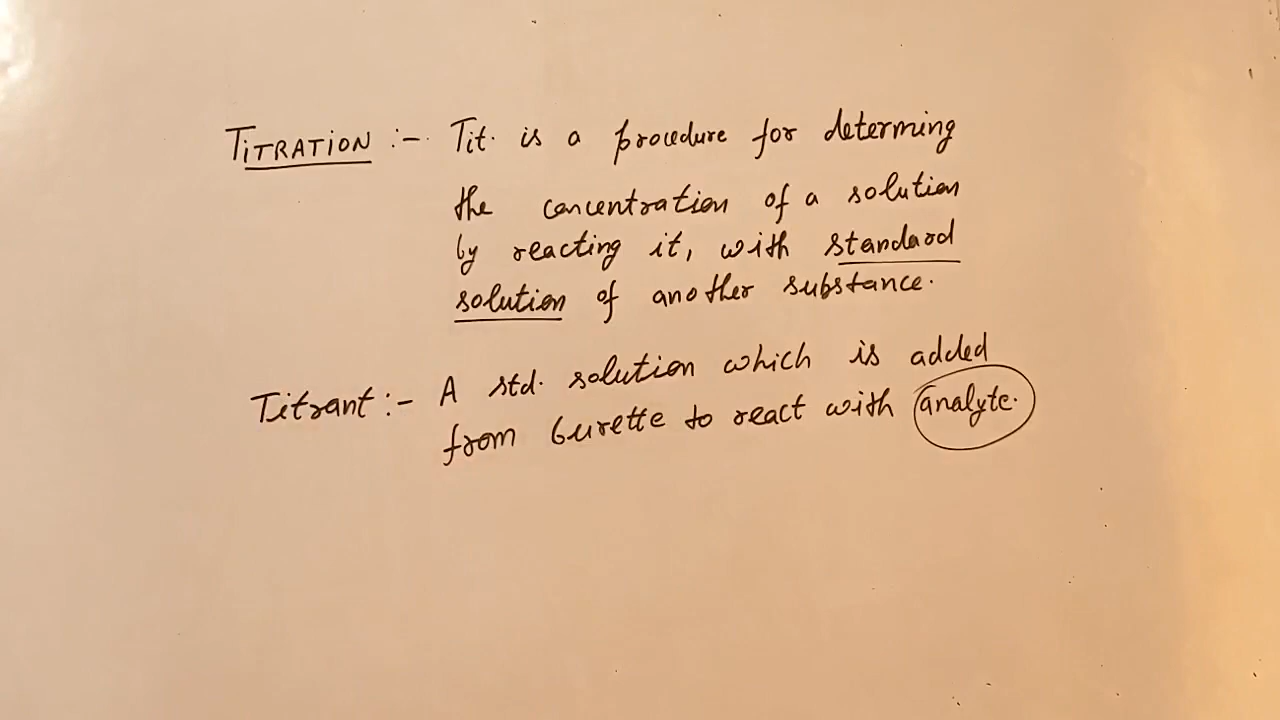 TITRATION :- Tit. is a procedure for determing
the concentration of a solution
by reacting it, with standard
solution of another substance.
Titrant :- A std. solution which is added
from burette to react with analyte.